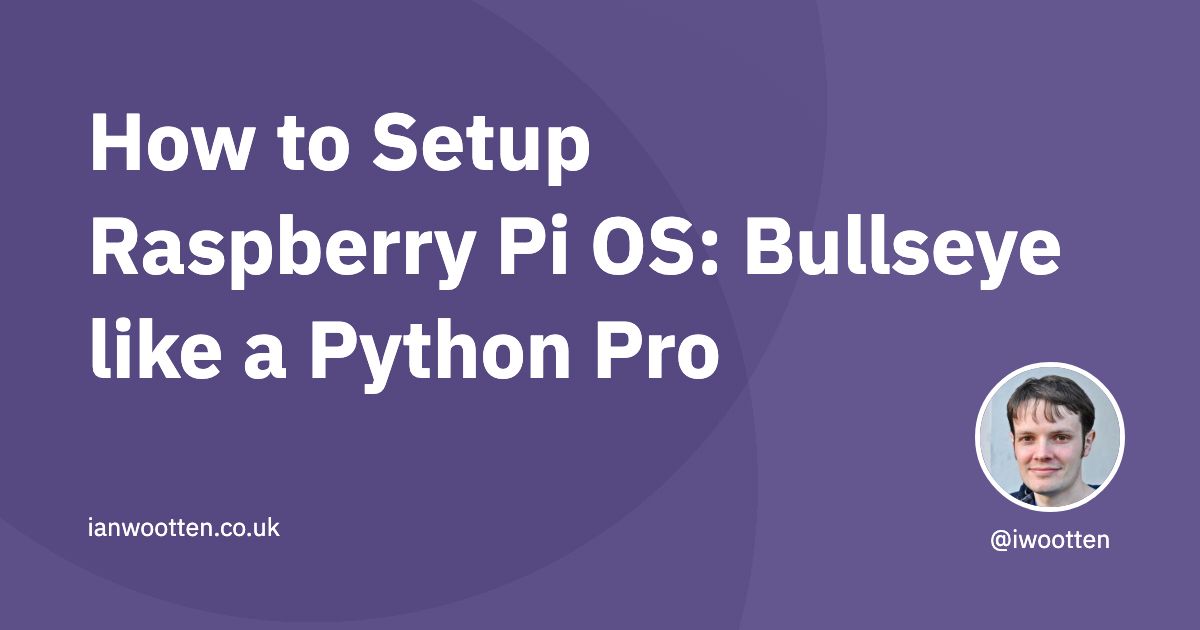 How to Setup
Raspberry Pi OS: Bullseye
like a Python Pro
ianwootten.co.uk
@iwootten